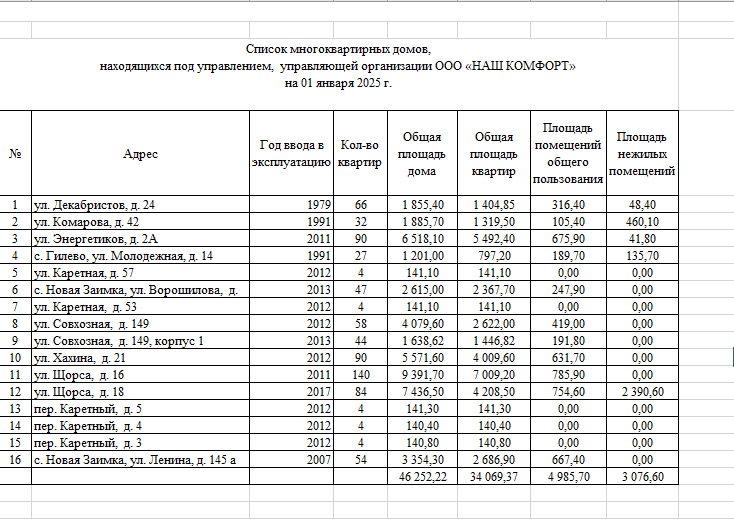 Список многоквартирных домов,
находящихся под управлением, управляющей организации ООО «НАШ КОМФОРТ»
на 01 января 2025 г.
№ Адрес Год ввода в эксплуатацию Кол-во квартир Общая площадь дома Общая площадь квартир Площадь помещений общего пользования Площадь нежилых помещений
1 ул. Декабристов, д. 24 1979 66 1 855,40 1 404,85 316,40 48,40
2 ул. Комарова, д. 42 1991 32 1 885,70 1 319,50 105,40 460,10
3 ул. Энергетиков, д. 2А 2011 90 6 518,10 5 492,40 675,90 41,80
4 с. Гилево, ул. Молодежная, д. 14 1991 27 1 201,00 797,20 189,70 135,70
5 ул. Каретная, д. 57 2012 4 141,10 141,10 0,00 0,00
6 с. Новая Заимка, ул. Ворошилова, д. 2013 47 2 615,00 2 367,70 247,90 0,00
7 ул. Каретная, д. 53 2012 4 141,10 141,10 0,00 0,00
8 ул. Совхозная, д. 149 2012 58 4 079,60 2 622,00 419,00 0,00
9 ул. Совхозная, д. 149, корпус 1 2013 44 1 638,62 1 446,82 191,80 0,00
10 ул. Хахина, д. 21 2012 90 5 571,60 4 009,60 631,70 0,00
11 ул. Щорса, д. 16 2011 140 9 391,70 7 009,20 785,90 0,00
12 ул. Щорса, д. 18 2017 84 7 436,50 4 208,50 754,60 2 390,60
13 пер. Каретный, д. 5 2012 4 141,30 141,30 0,00 0,00
14 пер. Каретный, д. 4 2012 4 140,40 140,40 0,00 0,00
15 пер. Каретный, д. 3 2012 4 140,80 140,80 0,00 0,00
16 с. Новая Заимка, ул. Ленина, д. 145 а 2007 54 3 354,30 2 686,90 667,40 0,00
46 252,22 34 069,37 4 985,70 3 076,60